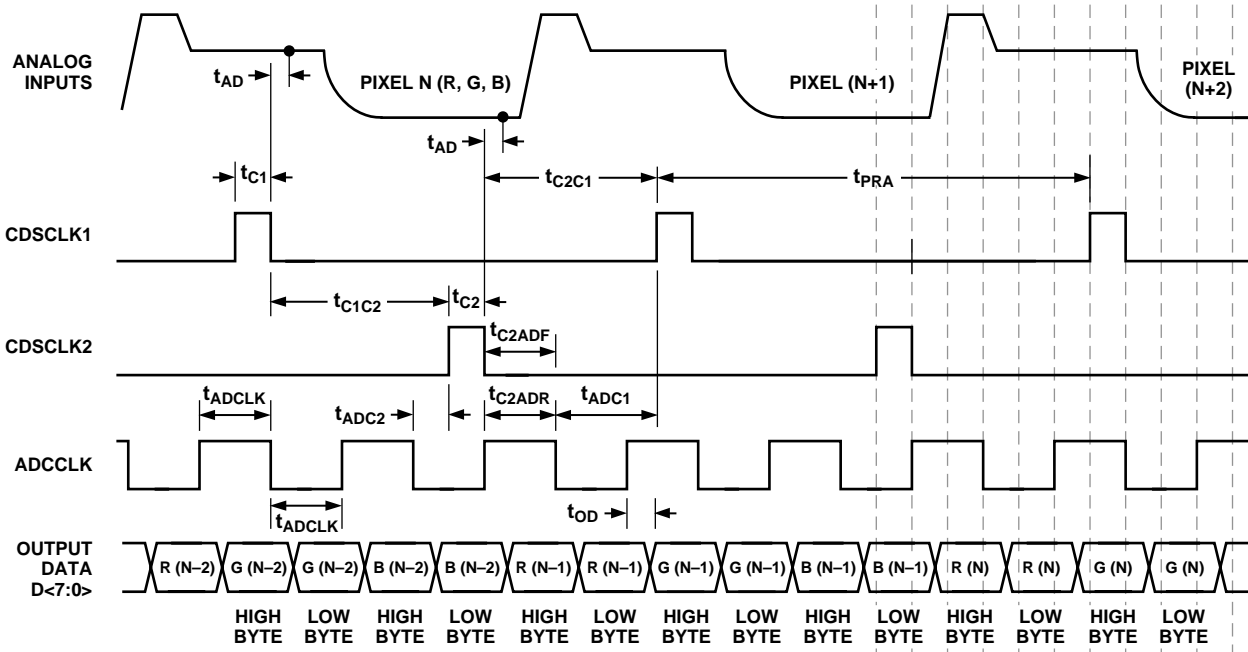 ANALOG
INPUTS
tAD
PIXEL N (R, G, B)
PIXEL (N+1)
PIXEL
(N+2)
tAD
tC1
tC2C1
tPRA
CDSCLK1
tC1C2
tC2
CDSCLK2
tC2ADF
tADCLK
tADC2
tC2ADR
tADC1
ADCCLK
tADCLK
tOD
OUTPUT
DATA
D<7:0>
R (N–2)
G (N–2)
G (N–2)
B (N–2)
B (N–2)
R (N–1)
R (N–1)
G (N–1)
G (N–1)
B (N–1)
B (N–1)
R (N)
R (N)
G (N)
G (N)
HIGH
BYTE
LOW
BYTE
HIGH
BYTE
LOW
BYTE
HIGH
BYTE
LOW
BYTE
HIGH
BYTE
LOW
BYTE
HIGH
BYTE
LOW
BYTE
HIGH
BYTE
LOW
BYTE
HIGH
BYTE
LOW
BYTE